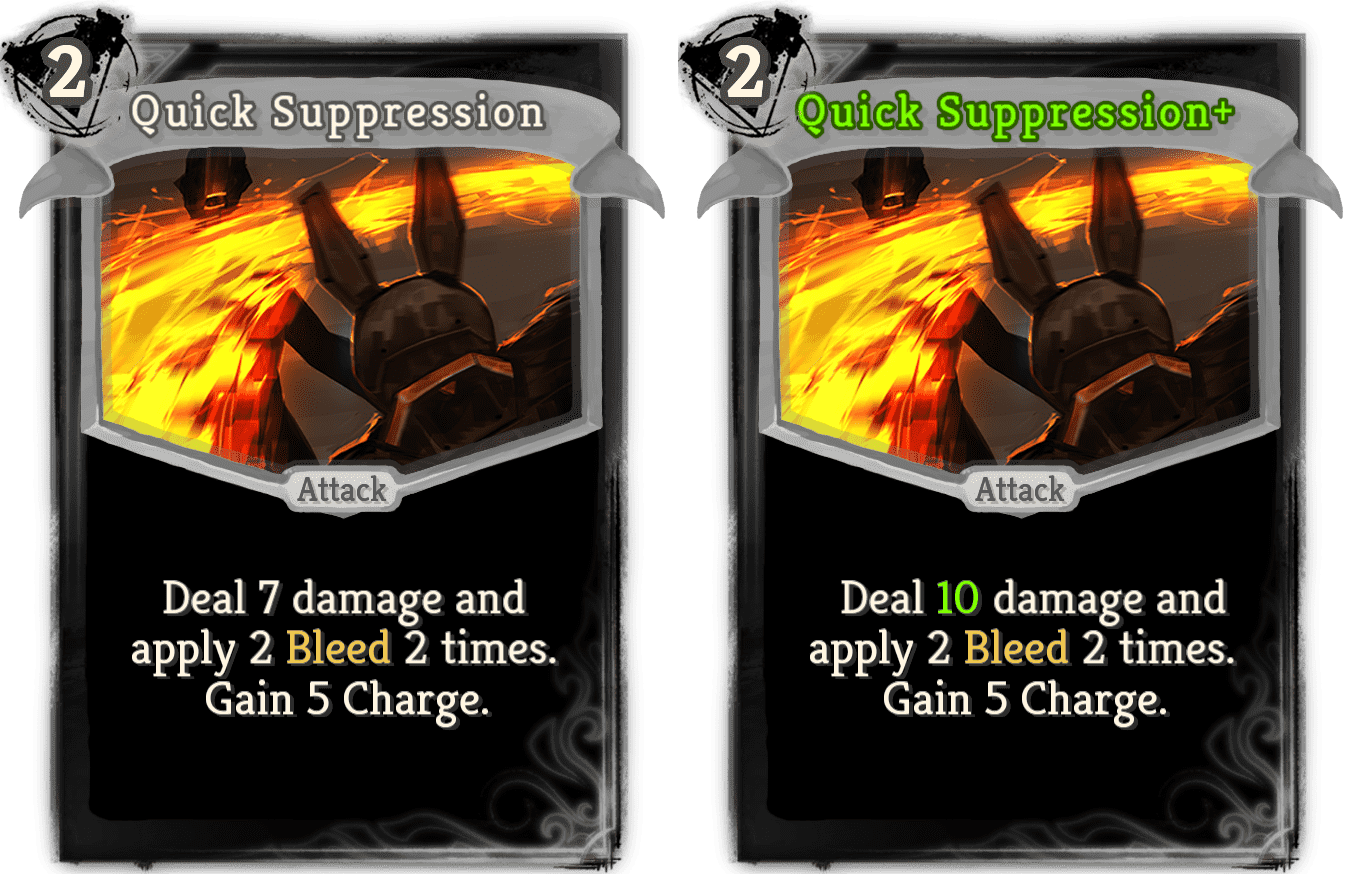 2
Quick Suppression
Attack
Deal 7 damage and
apply 2 Bleed 2 times.
Gain 5 Charge.
2
Quick Suppression+
Attack
Deal 10 damage and
apply 2 Bleed 2 times.
Gain 5 Charge.